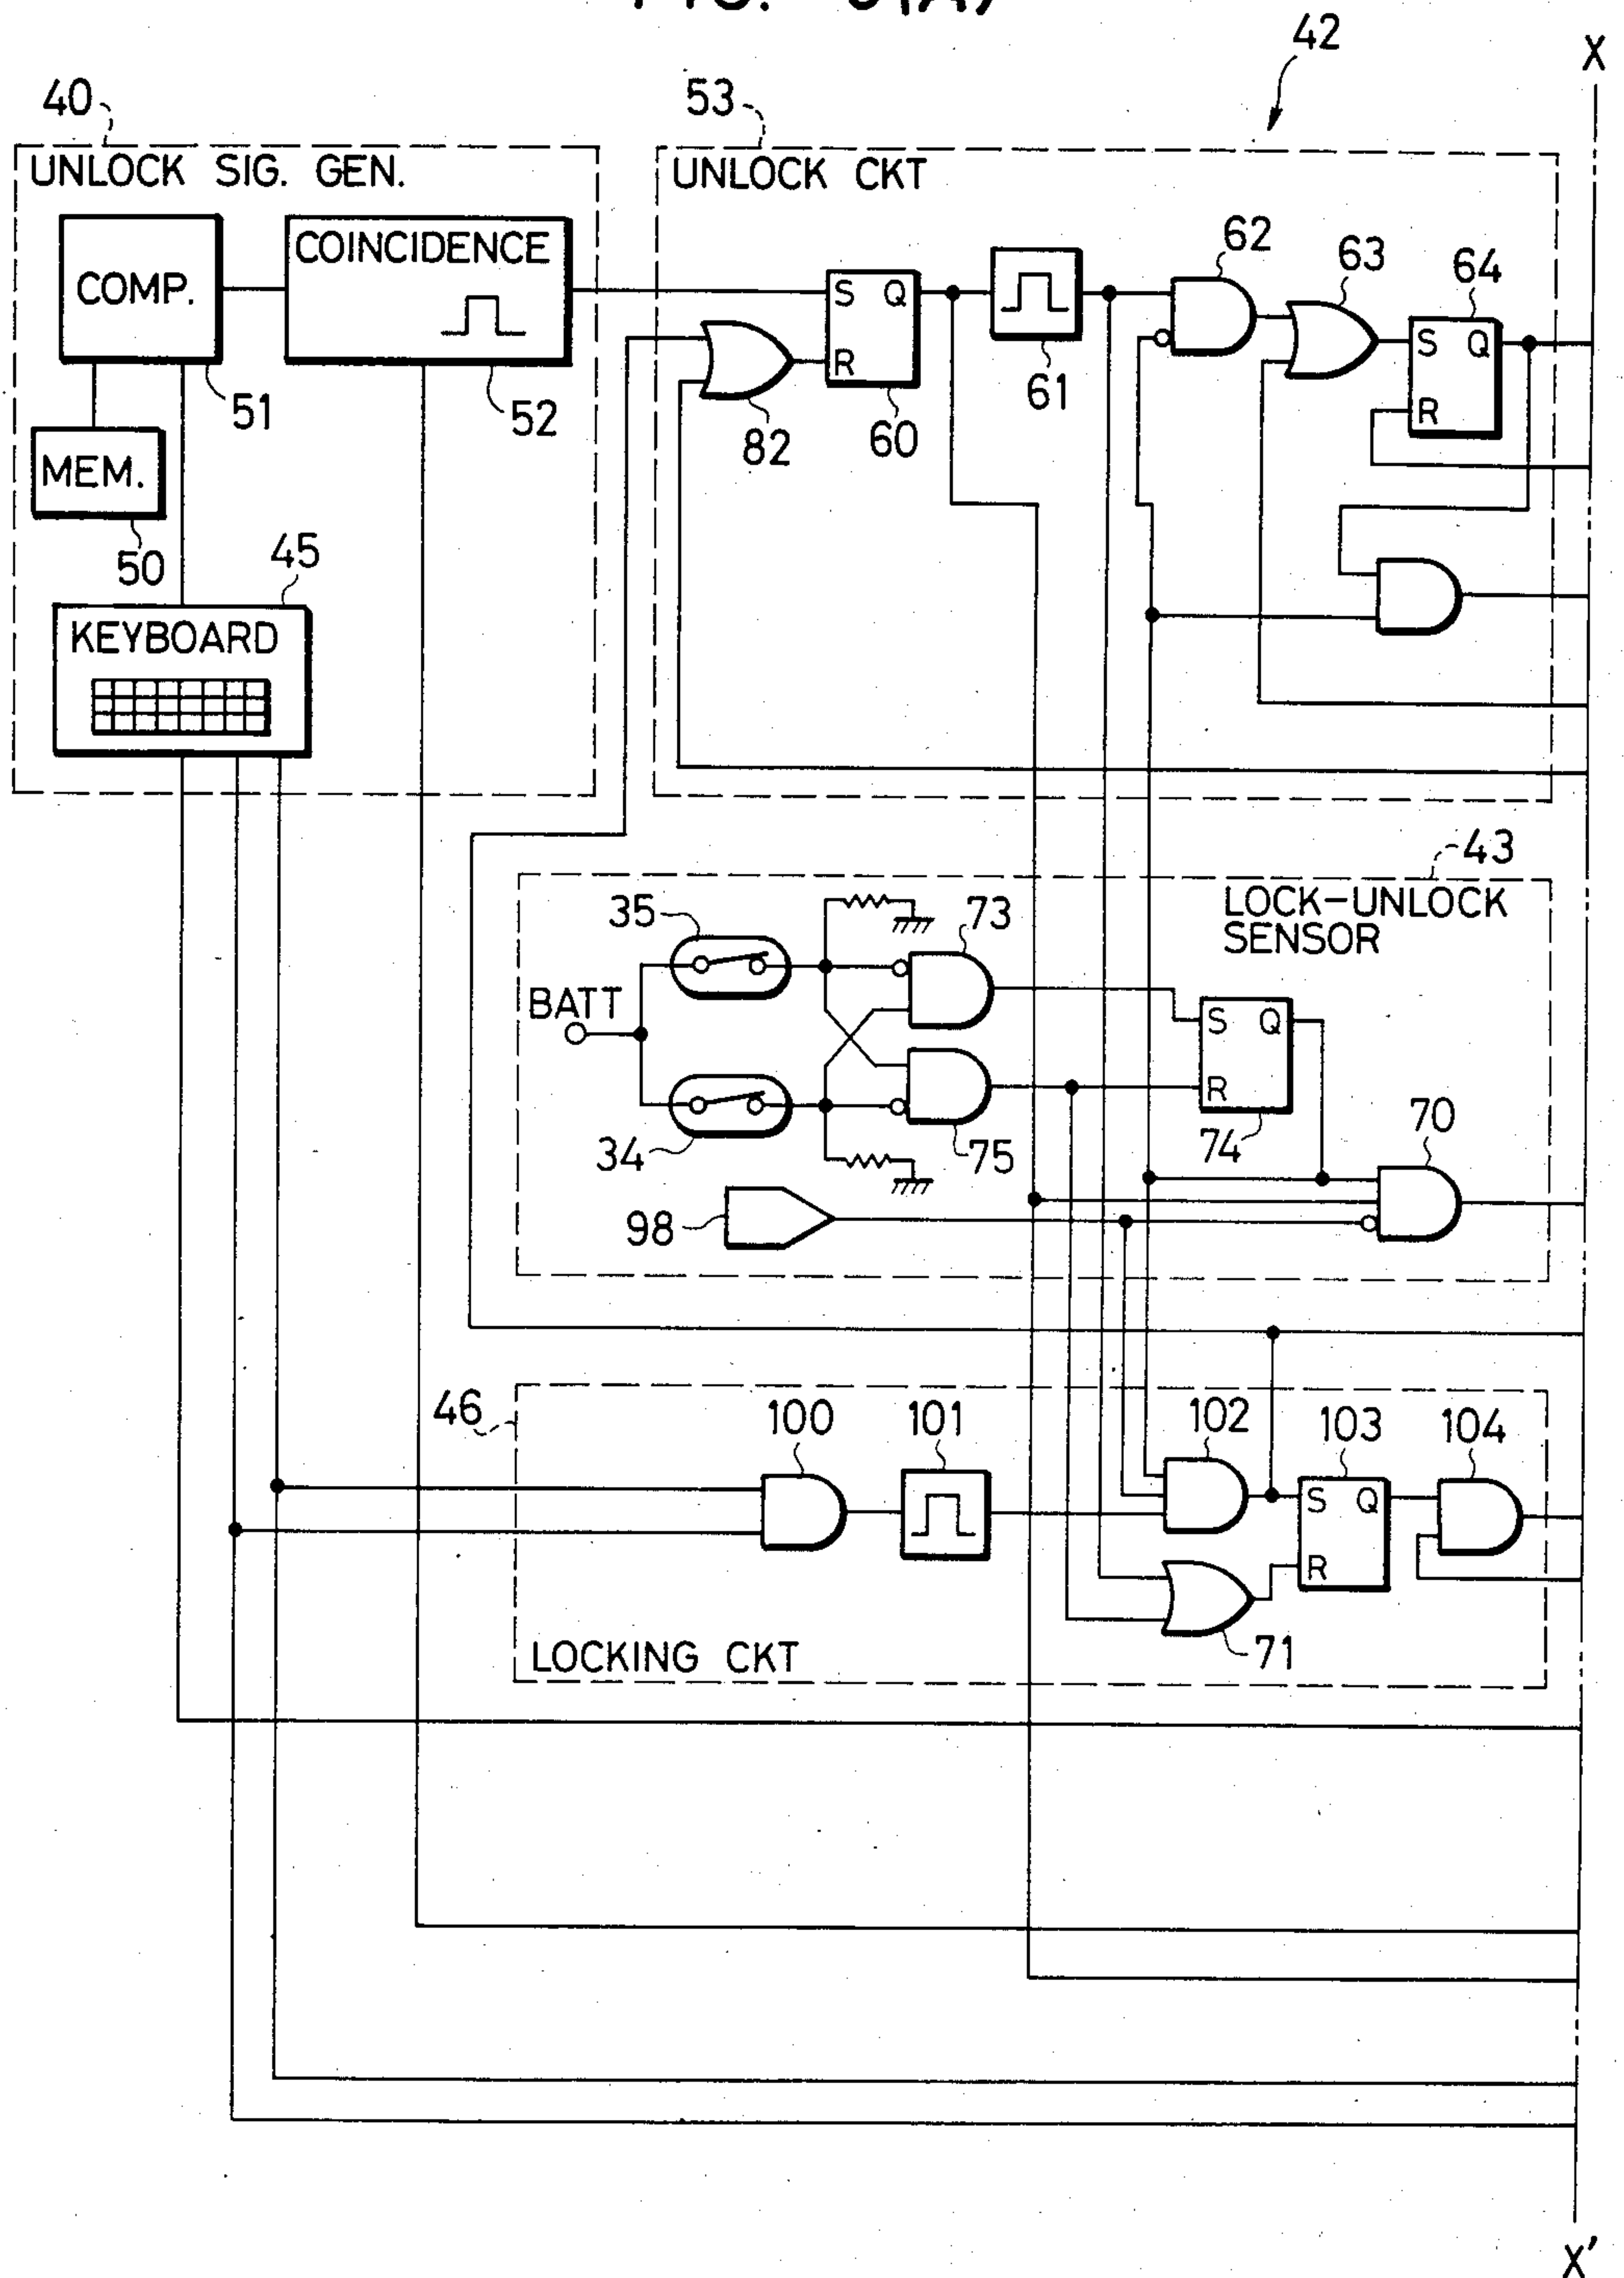 42
X
40
53
UNLOCK SIG. GEN.
UNLOCK CKT
COMP.
COINCIDENCE
S Q
R
62
63
64
S Q
R
51
52
82
60
61
MEM.
50
45
KEYBOARD
43
LOCK-UNLOCK
SENSOR
35
73
BATT
S Q
R
34
75
74
70
98
46
100
101
102
103
104
S Q
R
71
LOCKING CKT
X'